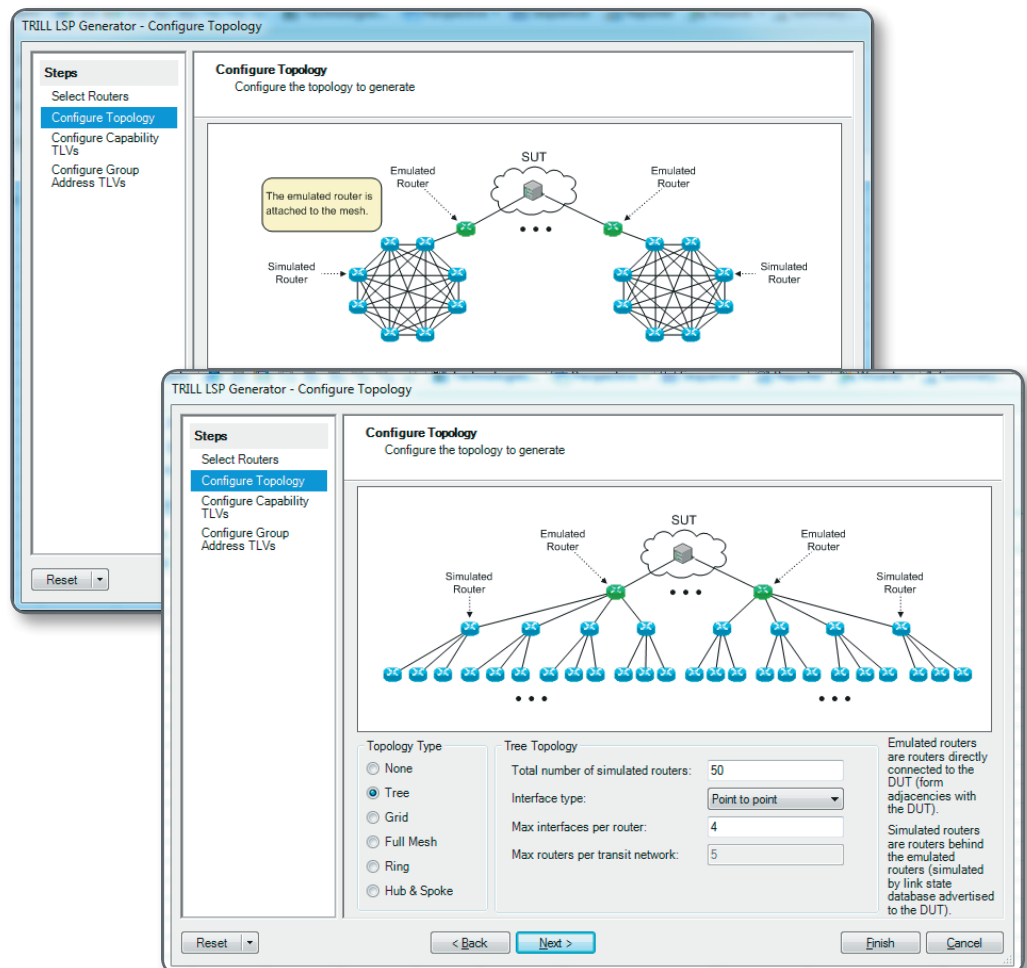 TRILL LSP Generator - Configure Topology
Steps
Select Routers
Configure Topology
Configure Capability
TLVs
Configure Group
Address TLVs
Configure Topology
Configure the topology to generate
SUT
Emulated
Router
Emulated
Router
The emulated router is
attached to the mesh.
Simulated
Router
Simulated
Router
Reset
TRILL LSP Generator - Configure Topology
Steps
Select Routers
Configure Topology
Configure Capability
TLVs
Configure Group
Address TLVs
Configure Topology
Configure the topology to generate
SUT
Emulated
Router
Emulated
Router
Simulated
Router
Simulated
Router
Topology Type
None
Tree
Grid
Full Mesh
Ring
Hub & Spoke
Tree Topology
Total number of simulated routers: 50
Interface type: Point to point
Max interfaces per router: 4
Max routers per transit network: 5
Emulated routers
are routers directly
connected to the
DUT (form
adjacencies with
the DUT).
Simulated routers
are routers behind
the emulated
routers (simulated
by link state
database advertised
to the DUT).
Reset
< Back
Next >
Finish
Cancel